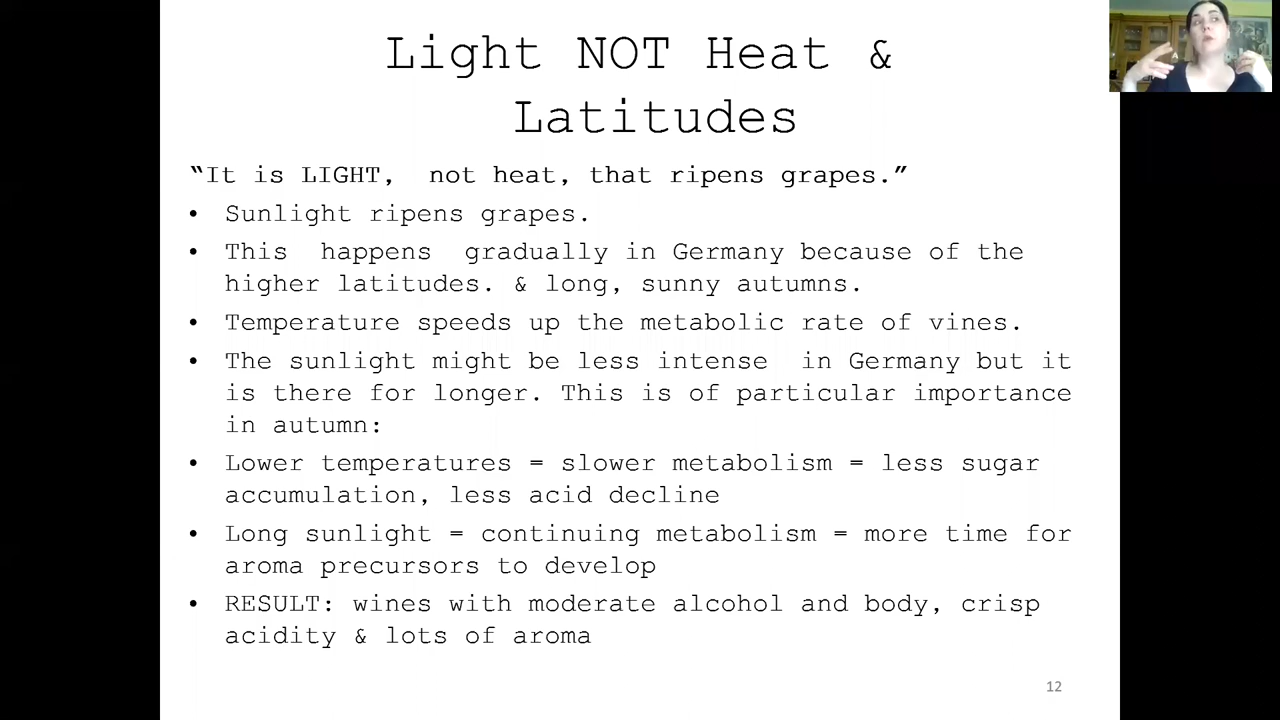 Light NOT Heat &
Latitudes
“It is LIGHT,  not heat, that ripens grapes.”
• Sunlight ripens grapes.
• This  happens  gradually in Germany because of the
higher latitudes. & long, sunny autumns.
• Temperature speeds up the metabolic rate of vines.
• The sunlight might be less intense  in Germany but it
is there for longer. This is of particular importance
in autumn:
• Lower temperatures = slower metabolism = less sugar
accumulation, less acid decline
• Long sunlight = continuing metabolism = more time for
aroma precursors to develop
• RESULT: wines with moderate alcohol and body, crisp
acidity & lots of aroma
12